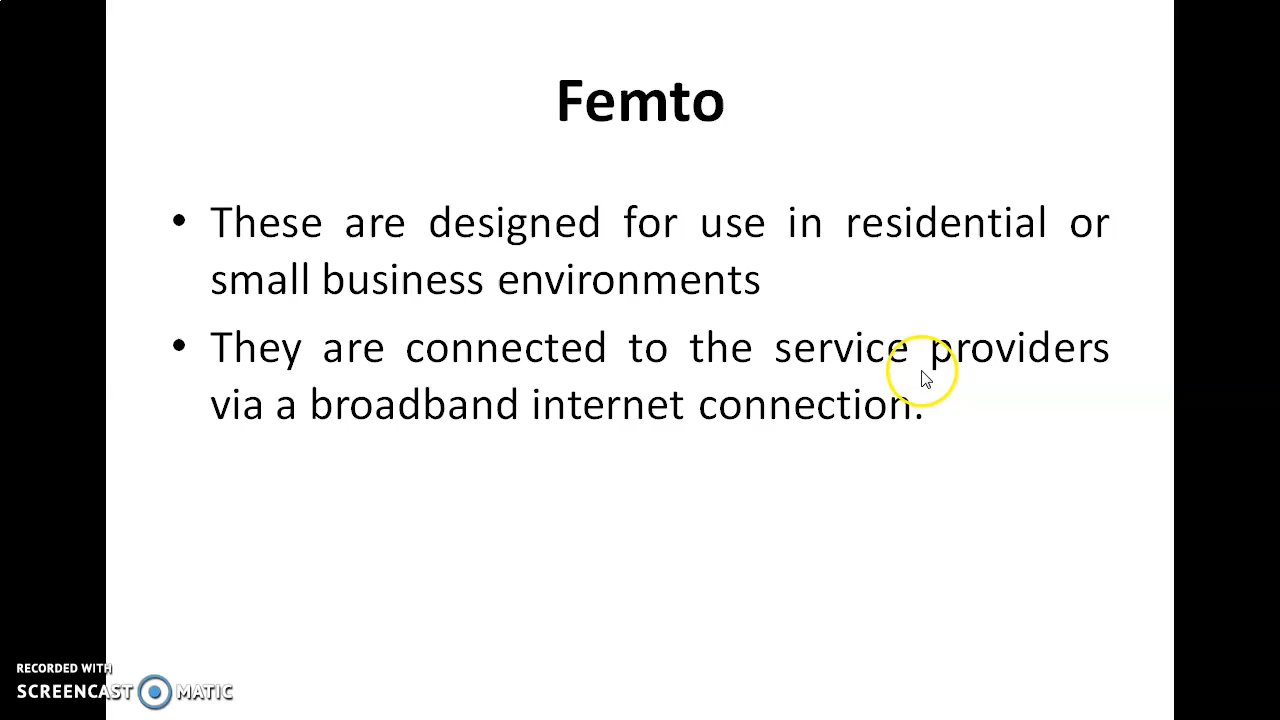 Femto
• These are designed for use in residential or
small business environments
• They are connected to the service providers
via a broadband internet connection.
RECORDED WITH
SCREENCAST MATIC